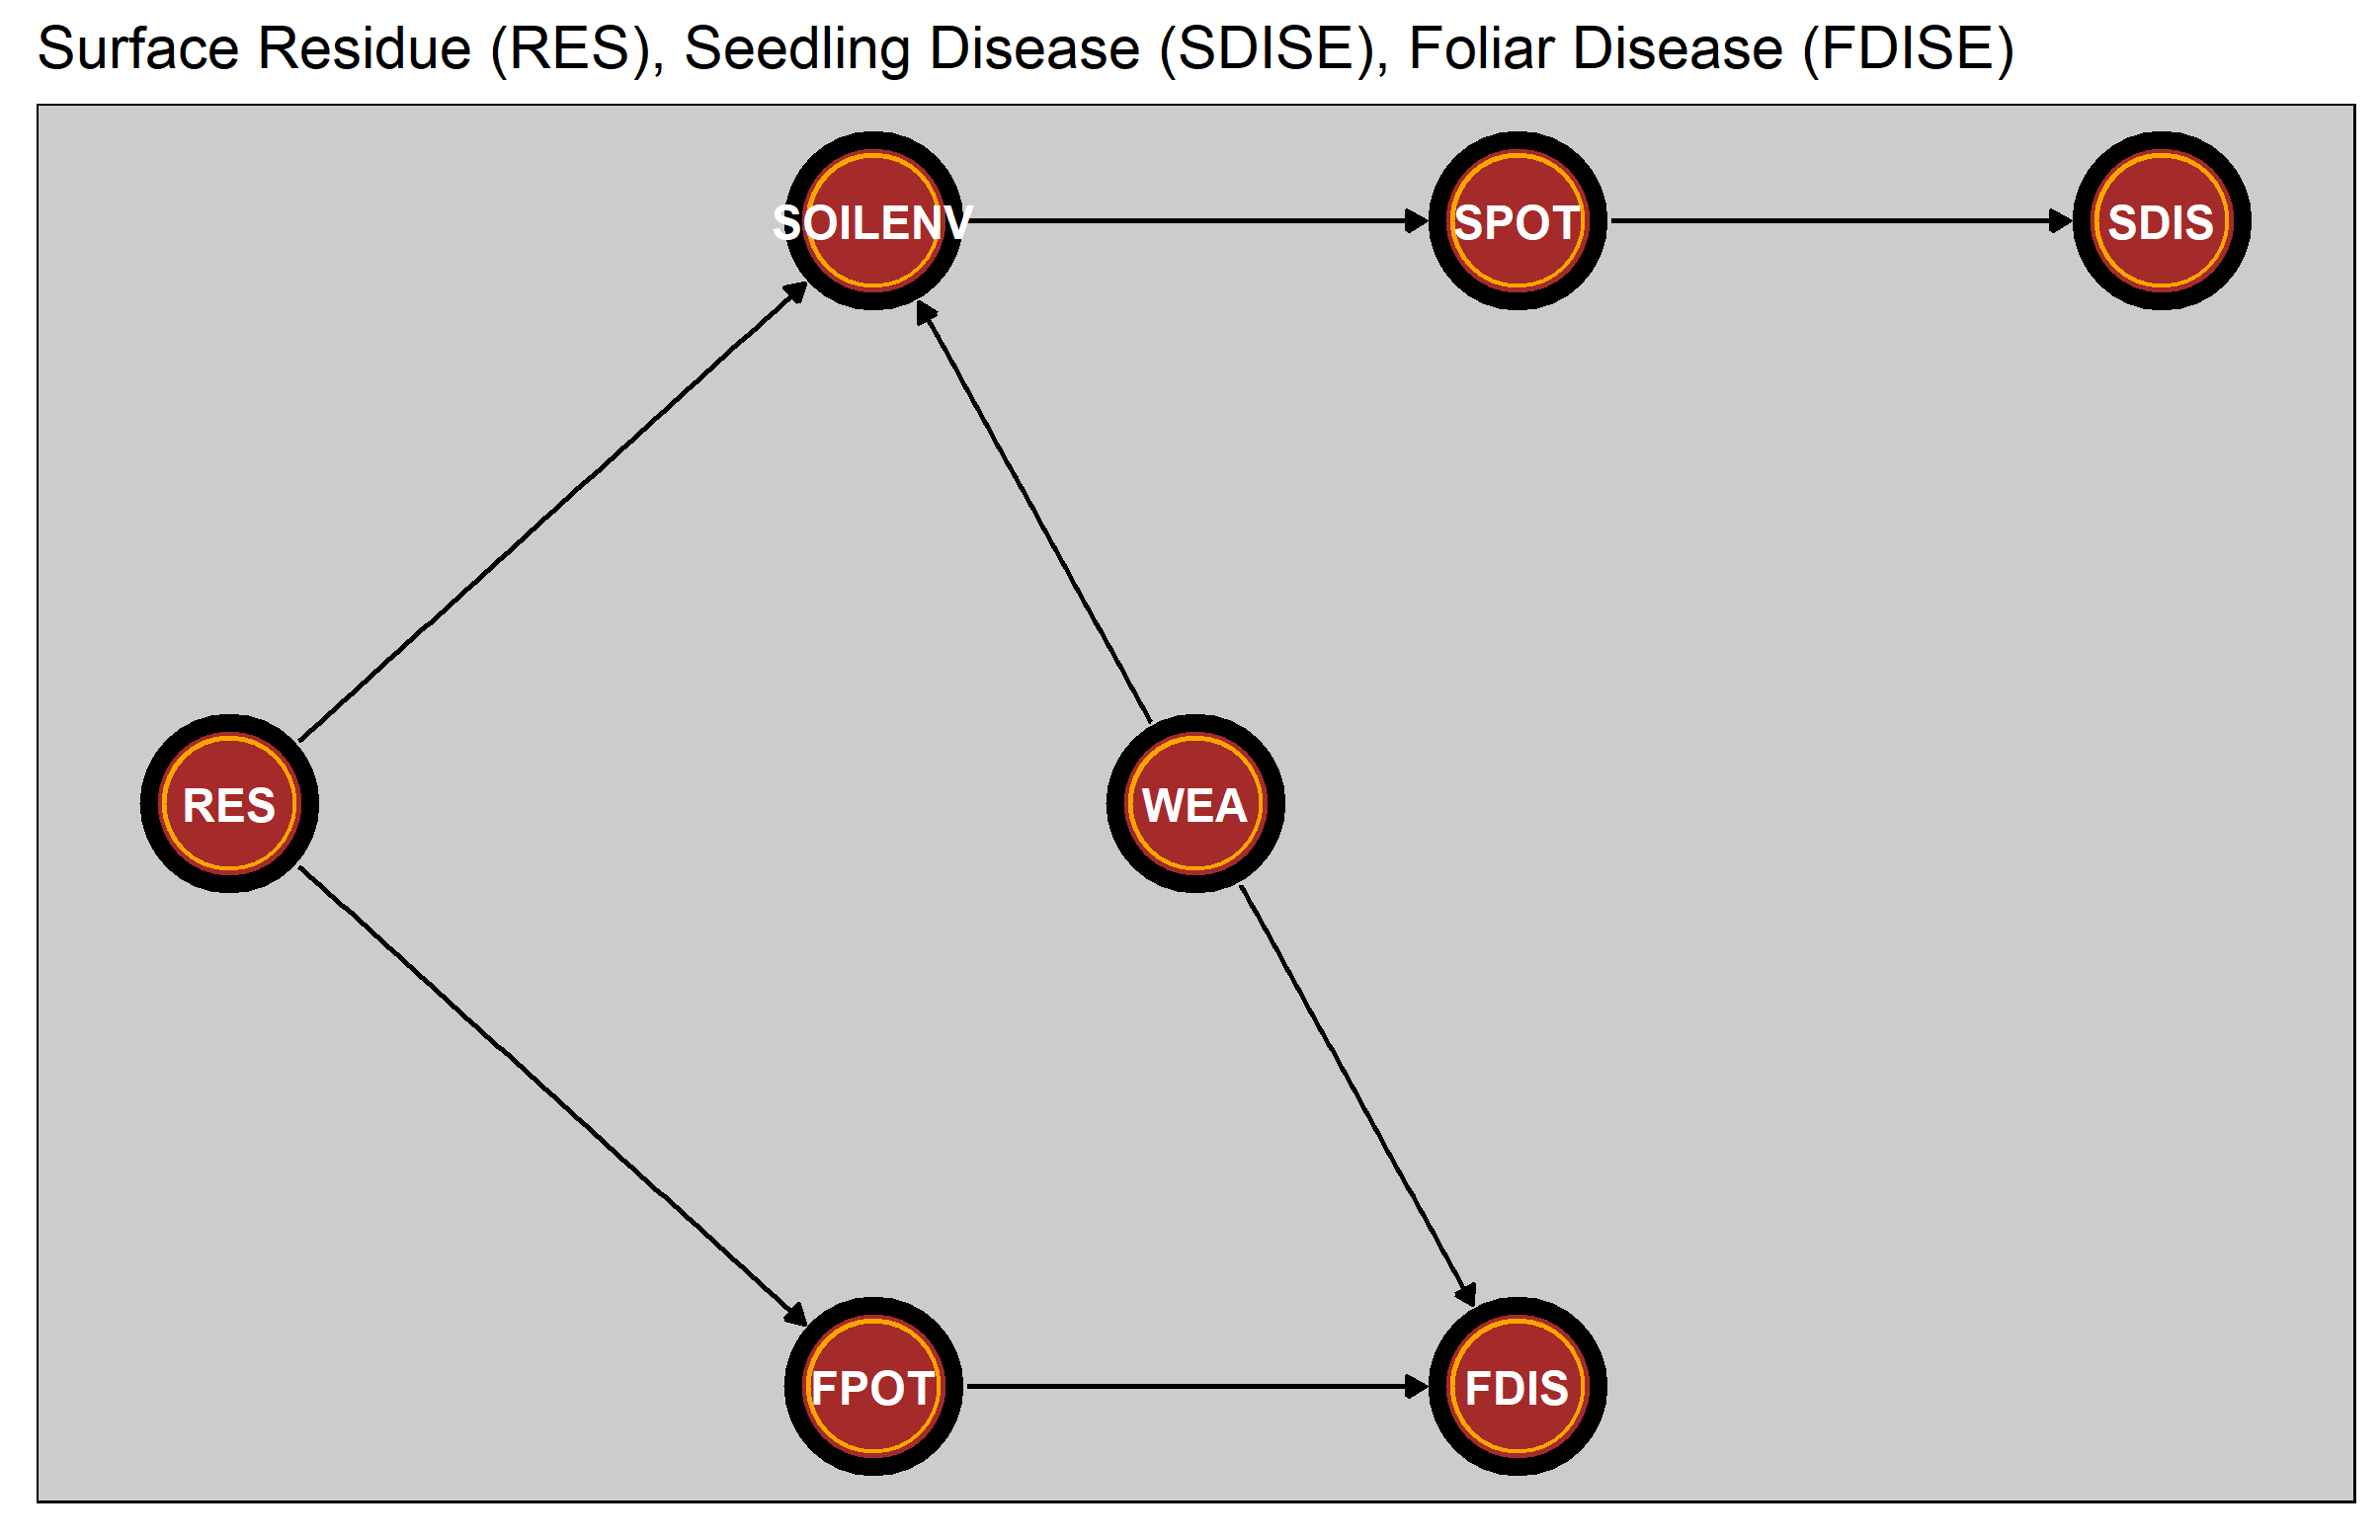 Surface Residue (RES), Seedling Disease (SDISE), Foliar Disease (FDISE)
SOILENV
SPOT
SDIS
RES
WEA
FPOT
FDIS